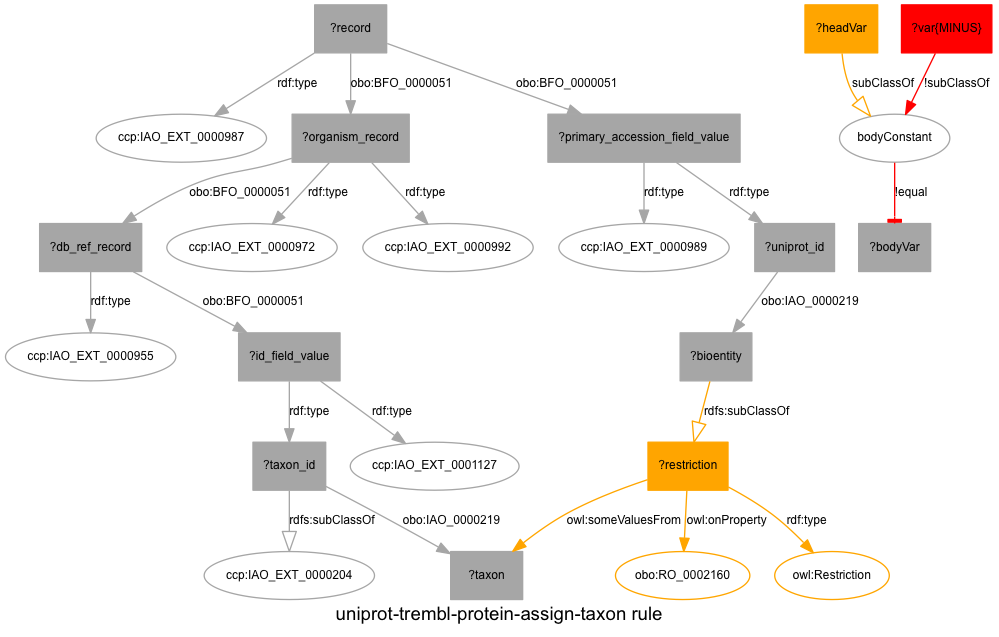 ?record
?headVar
?var{MINUS}
rdf:type
obo:BFO_0000051
obo:BFO_0000051
subClassOf
!subClassOf
ccp:IAO_EXT_0000987
?organism_record
?primary_accession_field_value
bodyConstant
obo:BFO_0000051
rdf:type
rdf:type
rdf:type
rdf:type
!equal
?db_ref_record
ccp:IAO_EXT_0000972
ccp:IAO_EXT_0000992
ccp:IAO_EXT_0000989
?uniprot_id
?bodyVar
rdf:type
obo:BFO_0000051
obo:IAO_0000219
ccp:IAO_EXT_0000955
?id_field_value
?bioentity
rdf:type
rdf:type
rdfs:subClassOf
?taxon_id
ccp:IAO_EXT_0001127
?restriction
rdfs:subClassOf
obo:IAO_0000219
owl:someValuesFrom
owl:onProperty
rdf:type
ccp:IAO_EXT_0000204
?taxon
obo:RO_0002160
owl:Restriction
uniprot-trembl-protein-assign-taxon rule